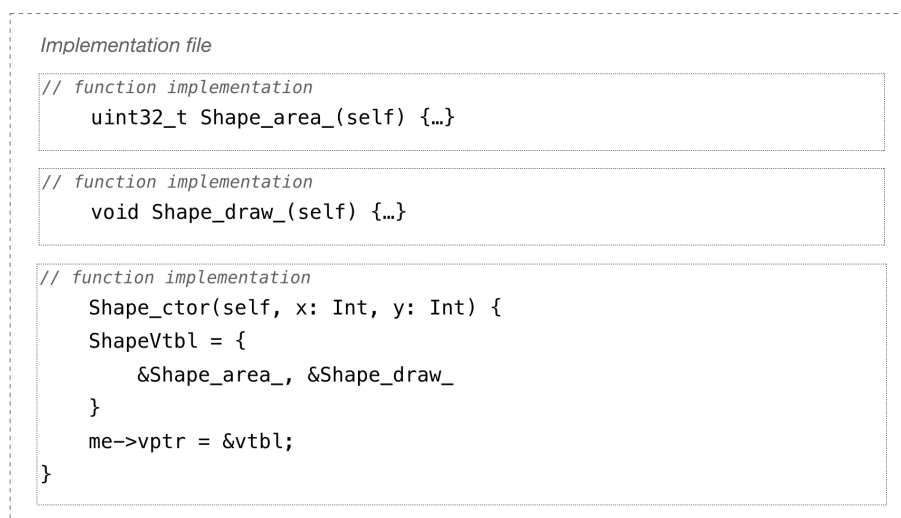 Implementation file
// function implementation
uint32_t Shape_area_(self) {…}
// function implementation
void Shape_draw_(self) {…}
// function implementation
Shape_ctor(self, x: Int, y: Int) {
ShapeVtbl = {
&Shape_area_, &Shape_draw_
}
me->vptr = &vtbl;
}